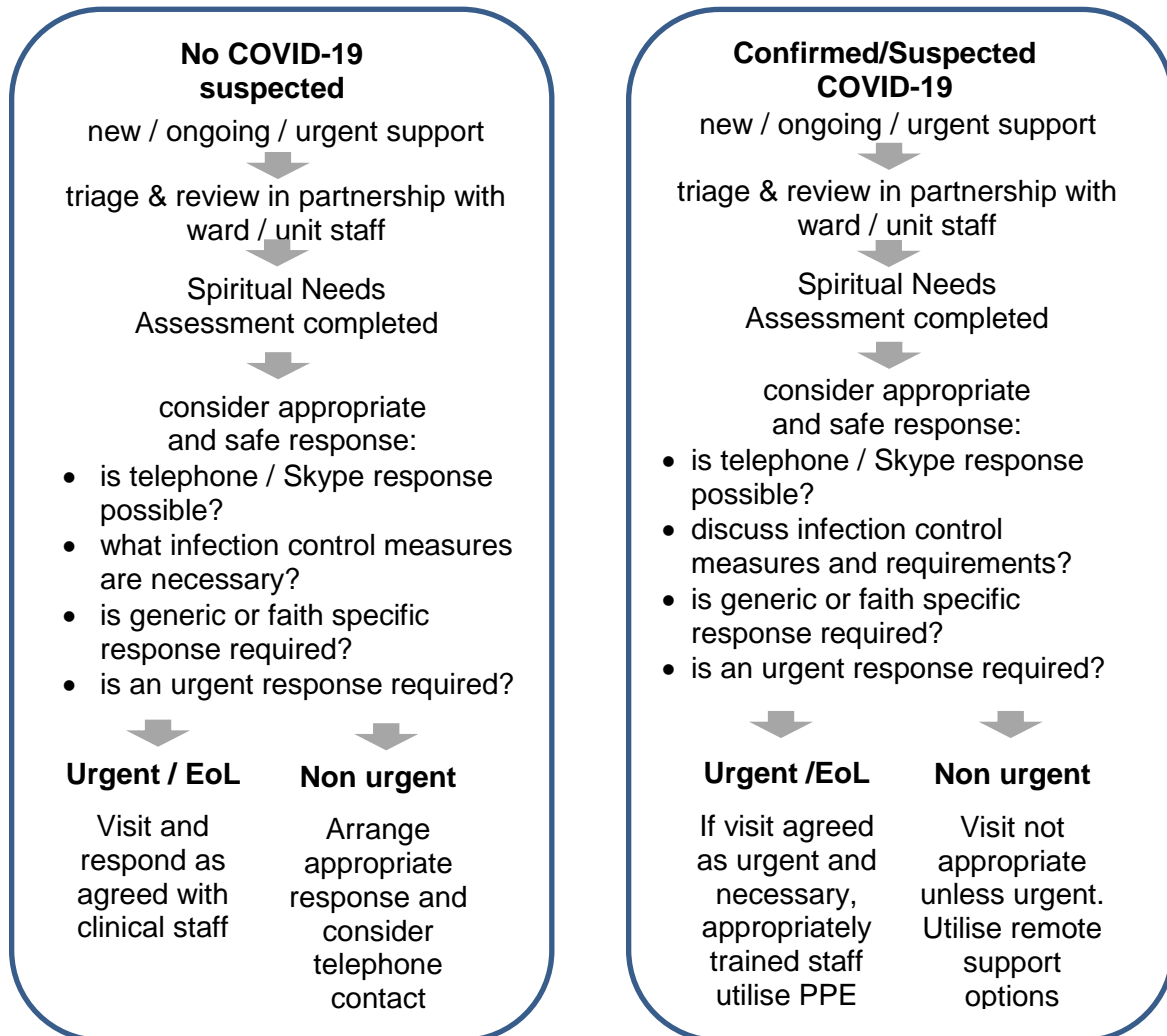 No COVID-19
suspected
new / ongoing / urgent support
triage & review in partnership with
ward / unit staff
Spiritual Needs
Assessment completed
consider appropriate
and safe response:
• is telephone / Skype response
possible?
• what infection control measures
are necessary?
• is generic or faith specific
response required?
• is an urgent response required?
Urgent / EoL
Visit and
respond as
agreed with
clinical staff
Non urgent
Arrange
appropriate
response and
consider
telephone
contact
Confirmed/Suspected
COVID-19
new / ongoing / urgent support
triage & review in partnership with
ward / unit staff
Spiritual Needs
Assessment completed
consider appropriate
and safe response:
• is telephone / Skype response
possible?
• discuss infection control
measures and requirements?
• is generic or faith specific
response required?
• is an urgent response required?
Urgent /EoL
If visit agreed
as urgent and
necessary,
appropriately
trained staff
utilise PPE
Non urgent
Visit not
appropriate
unless urgent.
Utilise remote
support
options